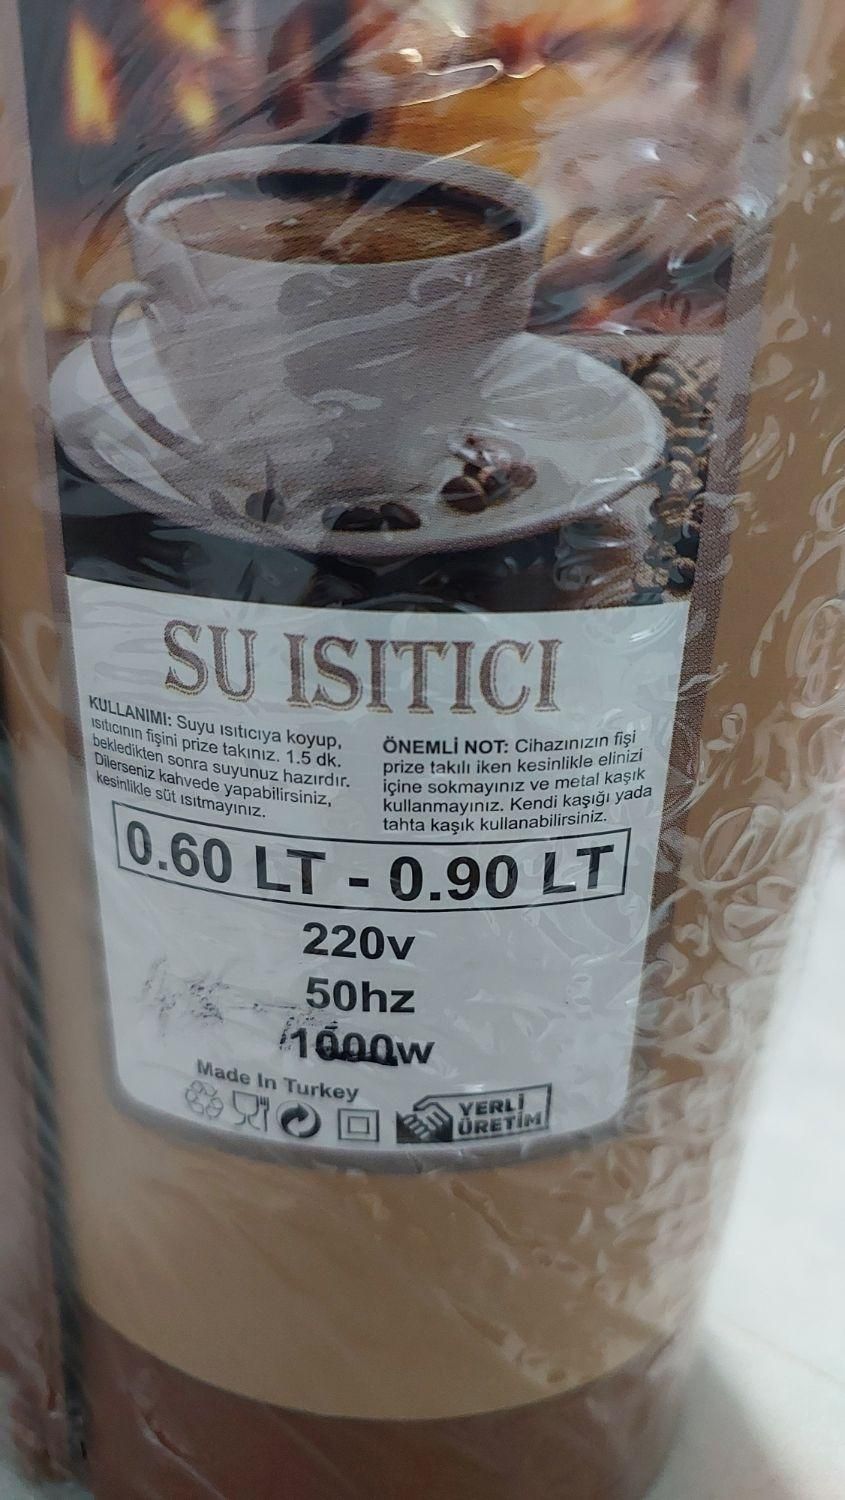 SU ISITICI
KULLANIMI: Suyu ısıtıcıya koyup,
ısıtıcının fişini prize takınız. 1.5 dk.
bekledikten sonra suyunuz hazırdır.
Dilerseniz kahvede yapabilirsiniz,
kesinlikle süt ısıtmayınız.
ÖNEMLİ NOT: Cihazınızın fişi
prize takılı iken kesinlikle elinizi
içine sokmayınız ve metal kaşık
kullanmayınız. Kendi kaşığı yada
tahta kaşık kullanabilirsiniz.
0.60 LT - 0.90 LT
220v
50hz
1000w
Made In Turkey
YERLİ
ÜRETİM